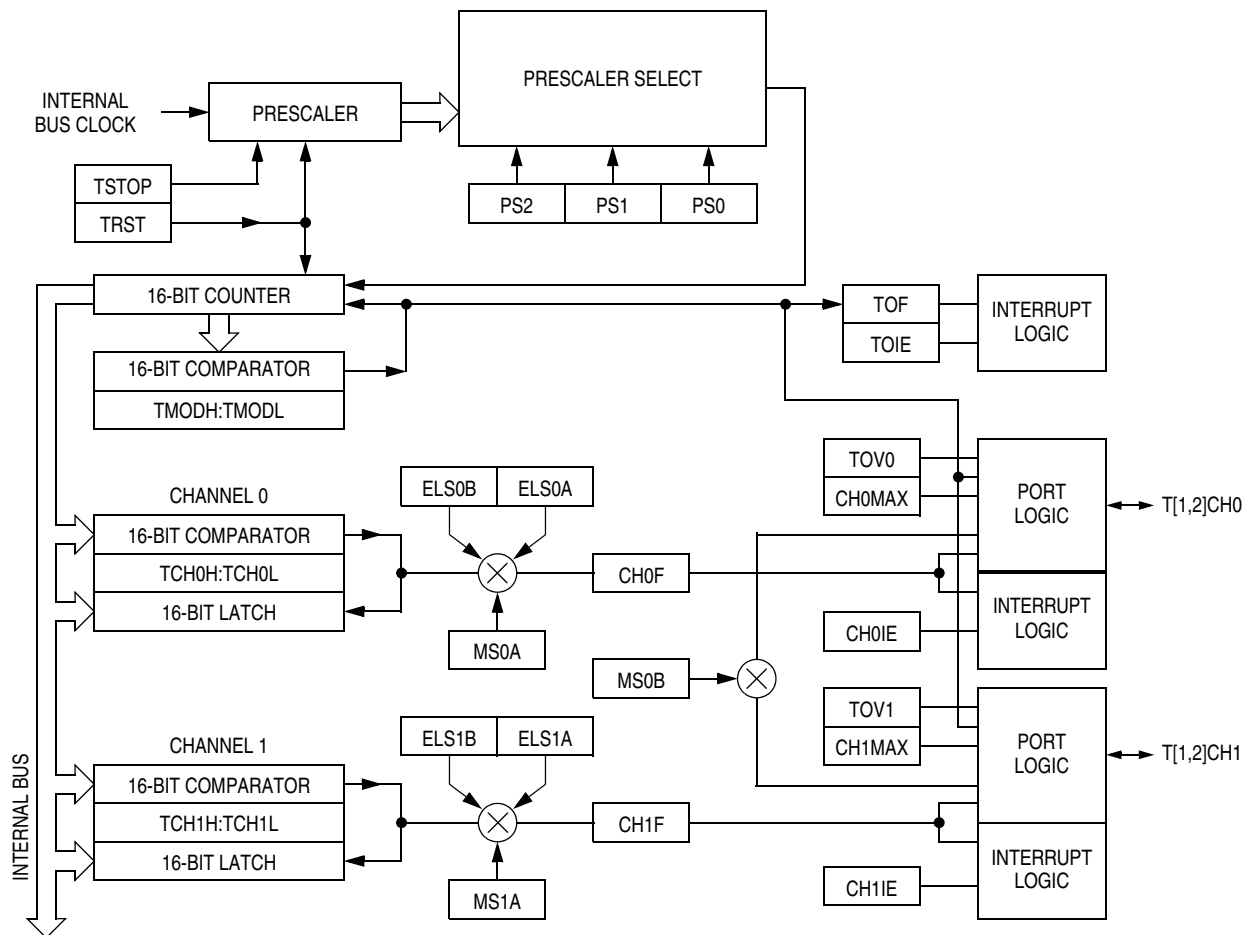 PRESCALER SELECT
INTERNAL
BUS CLOCK
PRESCALER
TSTOP
TRST
PS2
PS1
PS0
16-BIT COUNTER
16-BIT COMPARATOR
TMODH:TMODL
TOF
TOIE
INTERRUPT
LOGIC
CHANNEL 0
16-BIT COMPARATOR
TCH0H:TCH0L
16-BIT LATCH
ELS0B
ELS0A
MS0A
CH0F
TOV0
CH0MAX
PORT
LOGIC
T[1,2]CH0
CH0IE
INTERRUPT
LOGIC
MS0B
CHANNEL 1
16-BIT COMPARATOR
TCH1H:TCH1L
16-BIT LATCH
ELS1B
ELS1A
MS1A
CH1F
TOV1
CH1MAX
PORT
LOGIC
T[1,2]CH1
CH1IE
INTERRUPT
LOGIC
INTERNAL BUS